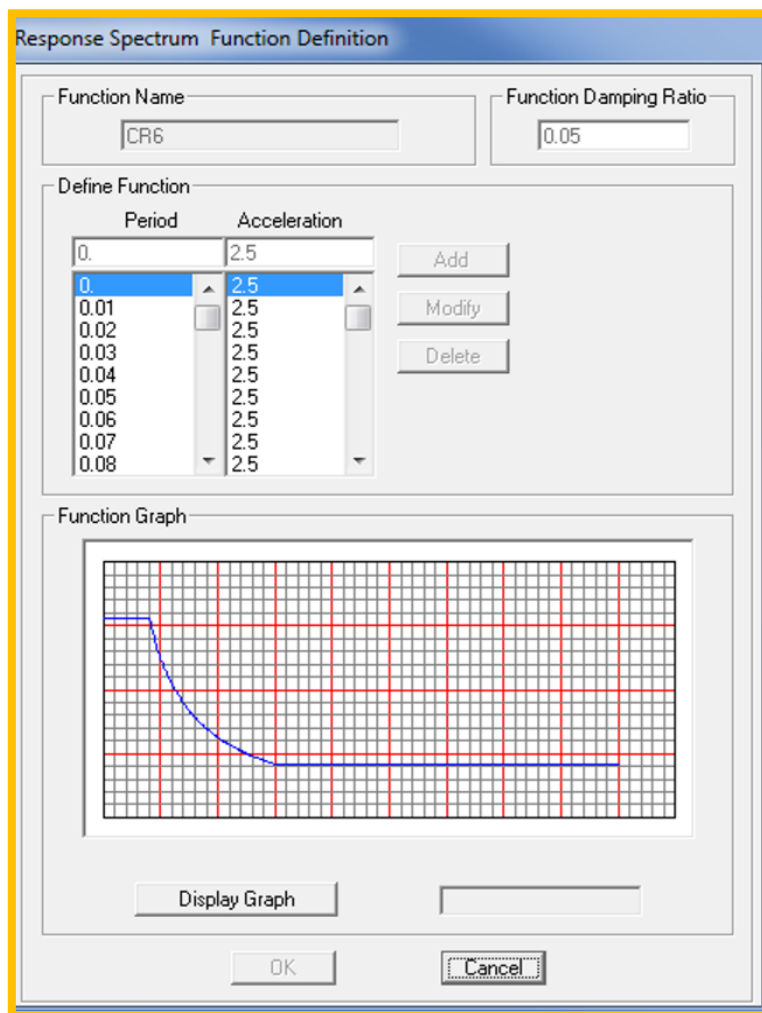 Response Spectrum Function Definition
Function Name
Function Damping Ratio
CR6
0.05
Define Function
Period Acceleration
0. 2.5
Add
0. 2.5
0.01 2.5
Modify
0.02 2.5
0.03 2.5
Delete
0.04 2.5
0.05 2.5
0.06 2.5
0.07 2.5
0.08 2.5
Function Graph
Display Graph
OK
Cancel